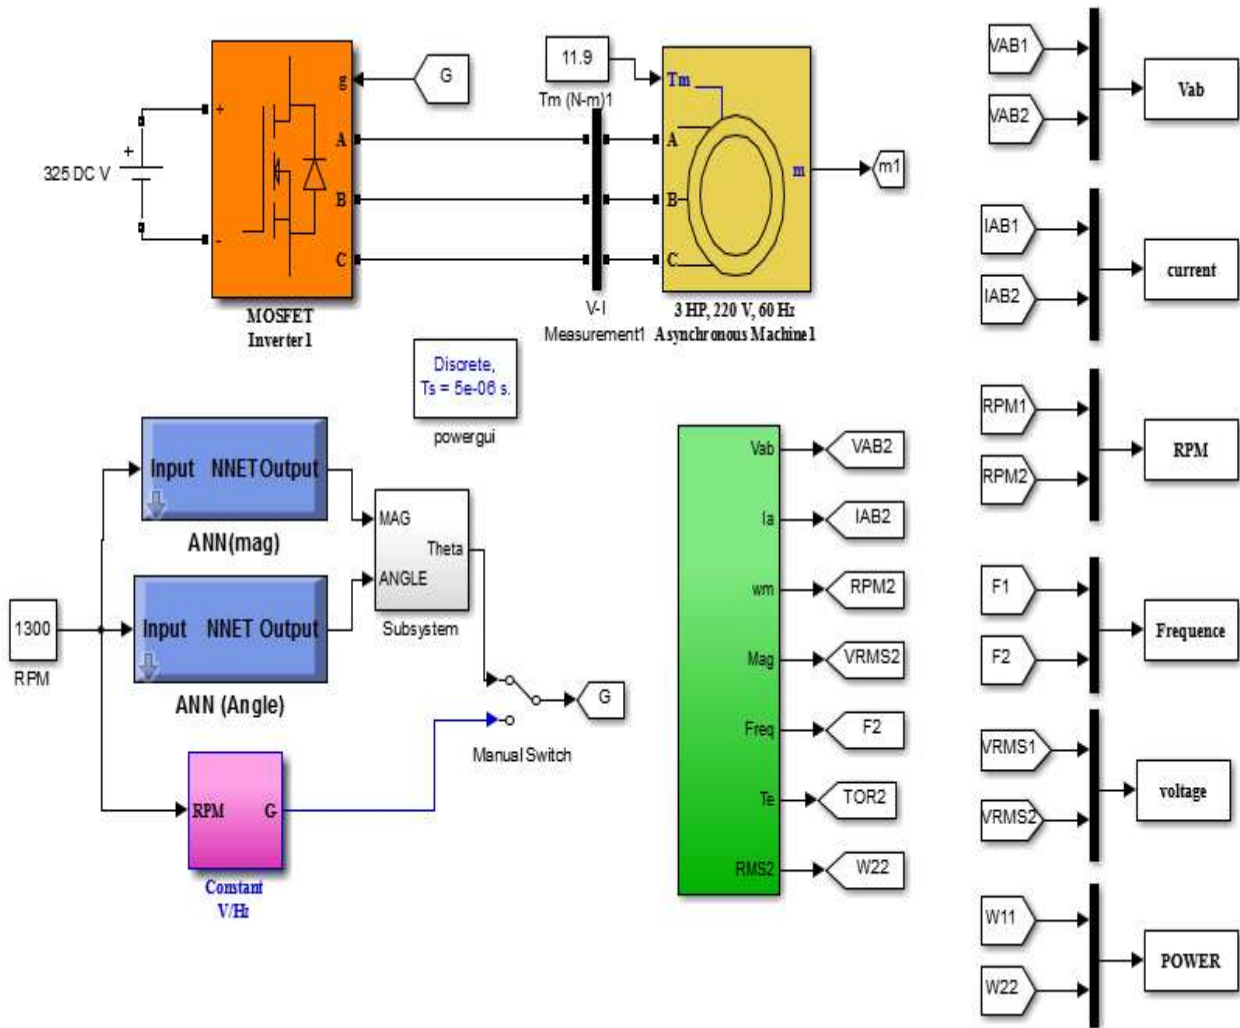 325 DC V
+
+
-
g
A
B
C
MOSFET
Inverter1
G
11.9
Tm (N-m)1
V-I
Measurement1
Tm
A
B
C
m
3 HP, 220 V, 60 Hz
Asynchronous Machine1
m1
Discrete,
Ts = 5e-06 s.
powergui
1300
RPM
Input NNET Output
ANN(mag)
Input NNET Output
ANN (Angle)
MAG
ANGLE
Theta
Subsystem
RPM G
Constant
V/Hz
Manual Switch
G
Vab
Ia
wm
Mag
Freq
Te
RMS2
VAB2
IAB2
RPM2
VRMS2
F2
TOR2
W22
VAB1
VAB2
Vab
IAB1
IAB2
current
RPM1
RPM2
RPM
F1
F2
Frequence
VRMS1
VRMS2
voltage
W11
W22
POWER